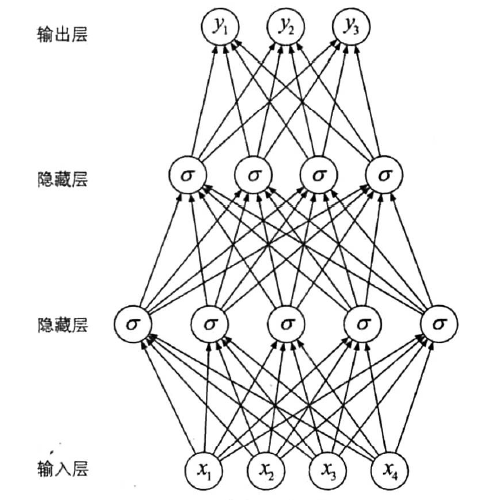 输出层 y1 y2 y3
隐藏层 σ σ σ σ
隐藏层 σ σ σ σ σ
输入层 x1 x2 x3 x4